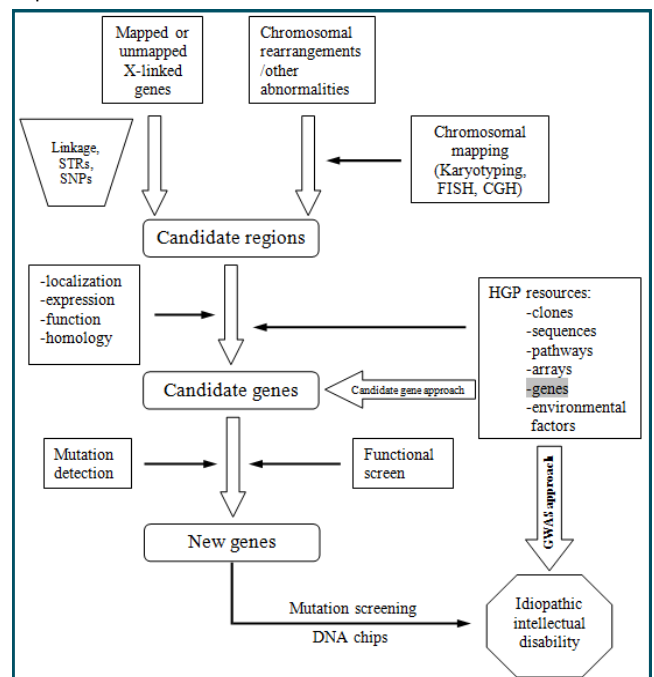 Mapped or
unmapped
X-linked
genes
Chromosomal
rearrangements
/other
abnormalities
Linkage,
STRs,
SNPs
Chromosomal
mapping
(Karyotyping,
FISH, CGH)
Candidate regions
-localization
-expression
-function
-homology
HGP resources:
-clones
-sequences
-pathways
-arrays
-genes
-environmental
factors
Candidate genes
Candidate gene approach
Mutation
detection
Functional
screen
GWAS approach
New genes
Mutation screening
DNA chips
Idiopathic
intellectual
disability